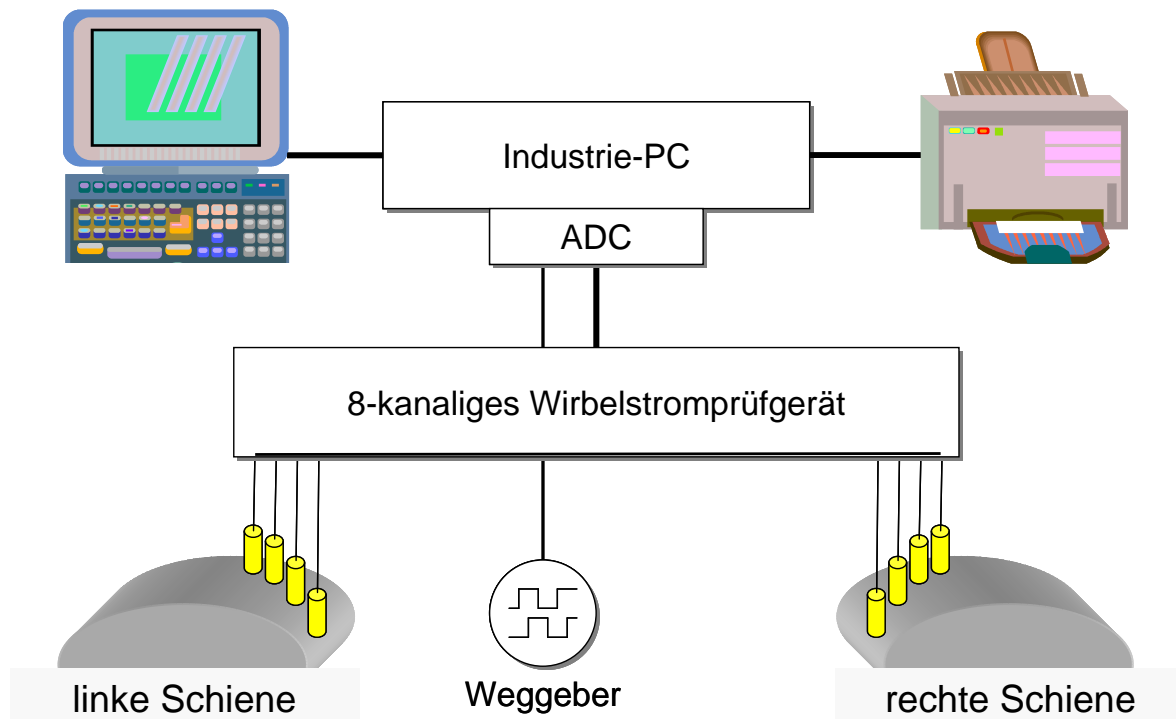 Industrie-PC
ADC
8-kanaliges Wirbelstromprüfgerät
linke Schiene
Weggeber
rechte Schiene